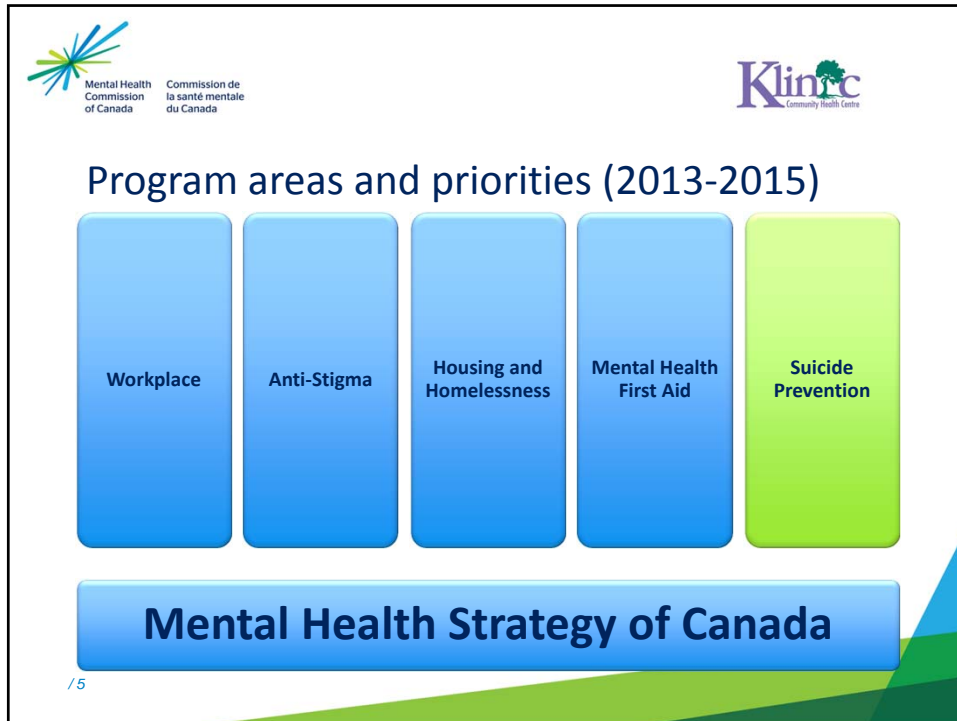 Mental Health
Commission
of Canada
Commission de
la santé mentale
du Canada
Klinic
Community Health Centre
Program areas and priorities (2013-2015)
Workplace
Anti-Stigma
Housing and
Homelessness
Mental Health
First Aid
Suicide
Prevention
Mental Health Strategy of Canada
/ 5